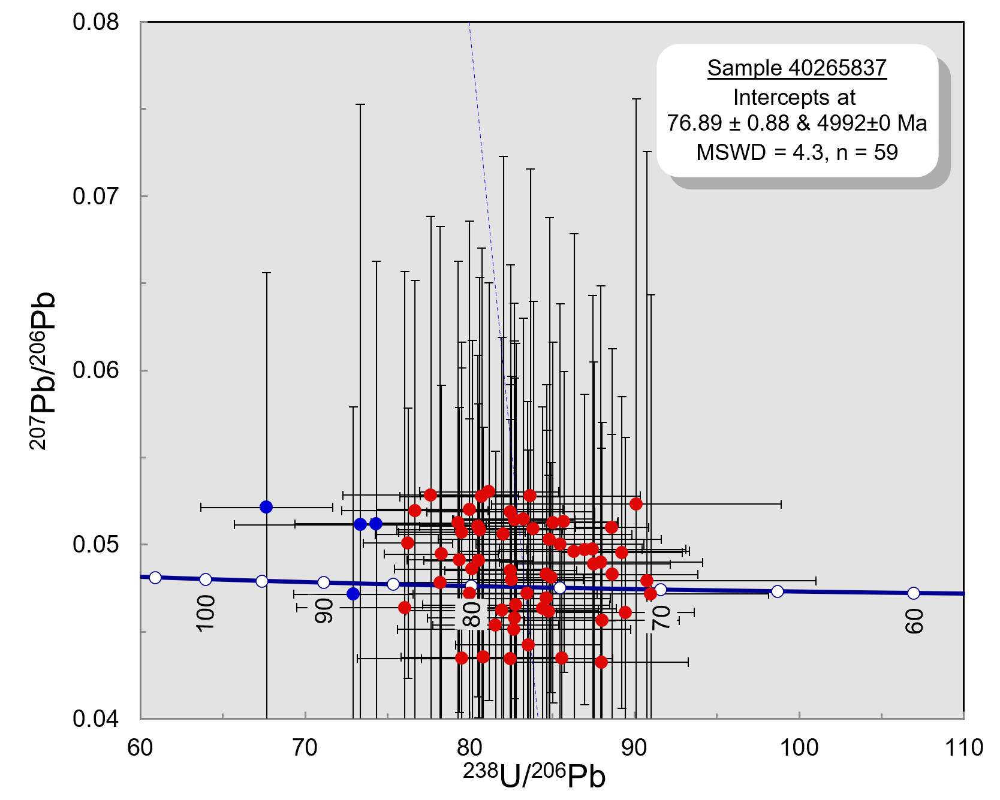 0.08
0.07
0.06
0.05
0.04
²⁰⁷Pb/²⁰⁶Pb
Sample 40265837
Intercepts at
76.89 ± 0.88 & 4992±0 Ma
MSWD = 4.3, n = 59
100
90
80
70
60
60
70
80
90
100
110
²³⁸U/²⁰⁶Pb